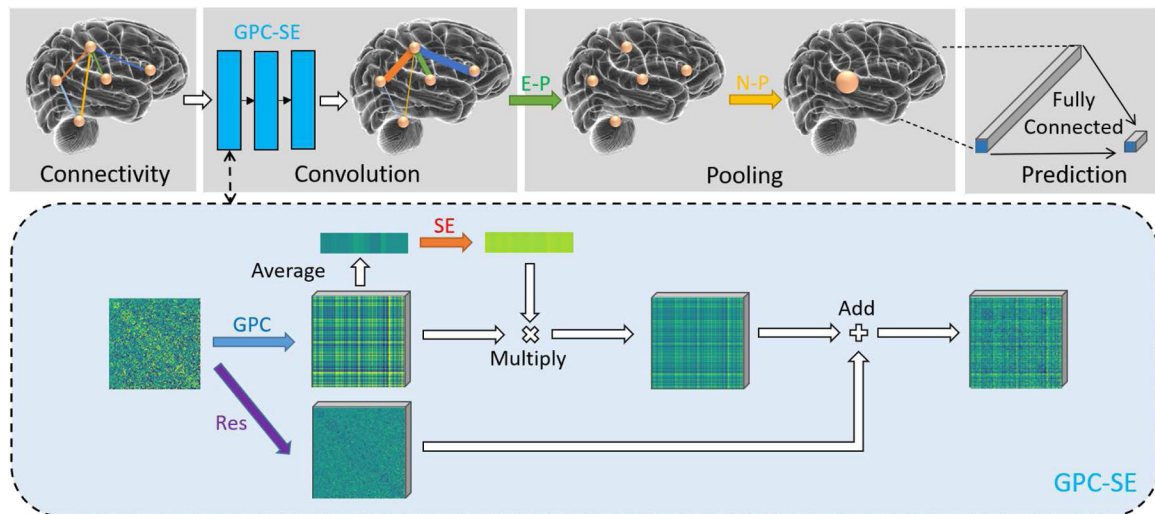 GPC-SE
E-P
N-P
Fully
Connected
Connectivity
Convolution
Pooling
Prediction
SE
Average
GPC
Add
Multiply
Res
GPC-SE